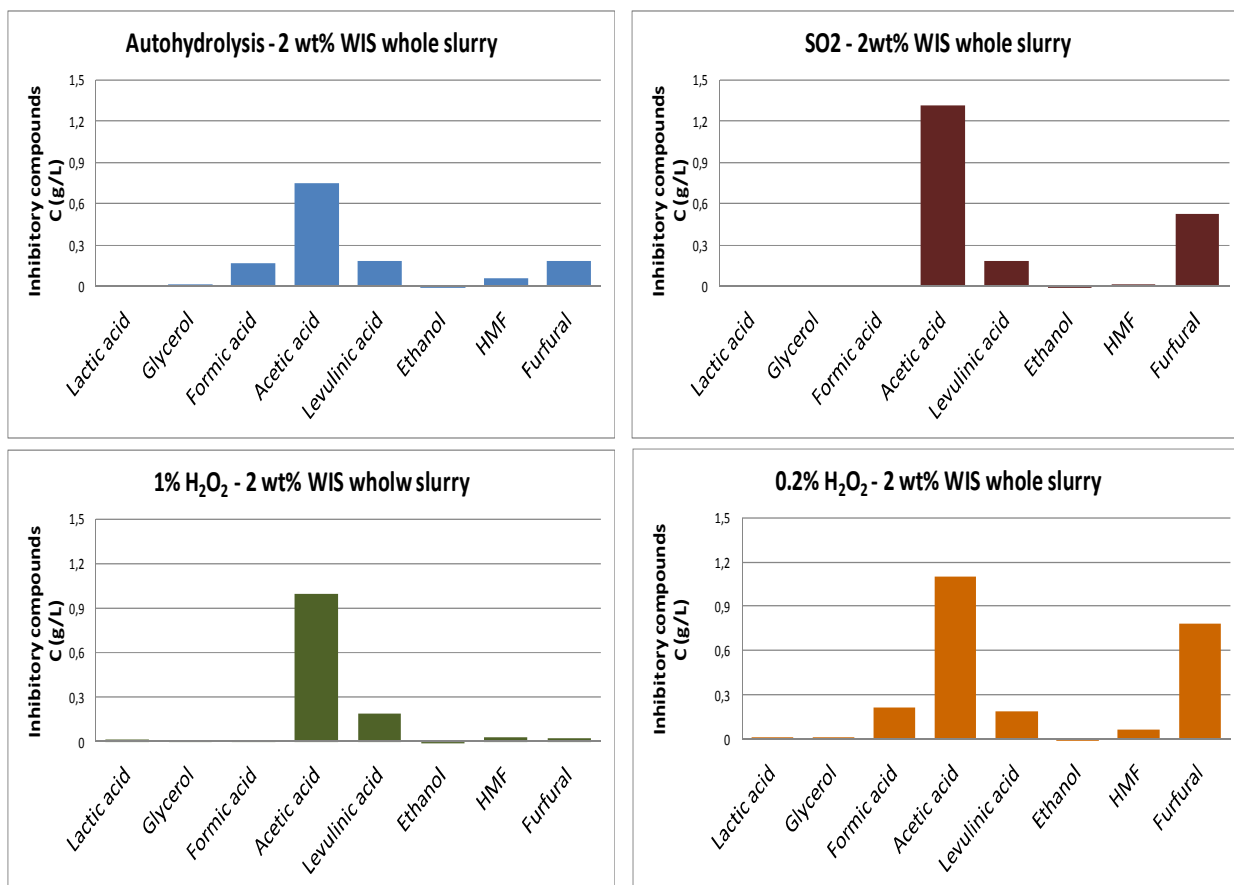 Autohydrolysis - 2 wt% WIS whole slurry
Inhibitory compounds
C (g/L)
1,5
1,2
0,9
0,6
0,3
0
Lactic acid
Glycerol
Formic acid
Acetic acid
Levulinic acid
Ethanol
HMF
Furfural
SO2 - 2wt% WIS whole slurry
Inhibitory compounds
C (g/L)
1,5
1,2
0,9
0,6
0,3
0
Lactic acid
Glycerol
Formic acid
Acetic acid
Levulinic acid
Ethanol
HMF
Furfural
1% H₂O₂ - 2 wt% WIS wholw slurry
Inhibitory compounds
C (g/L)
1,5
1,2
0,9
0,6
0,3
0
Lactic acid
Glycerol
Formic acid
Acetic acid
Levulinic acid
Ethanol
HMF
Furfural
0.2% H₂O₂ - 2 wt% WIS whole slurry
Inhibitory compounds
C (g/L)
1,5
1,2
0,9
0,6
0,3
0
Lactic acid
Glycerol
Formic acid
Acetic acid
Levulinic acid
Ethanol
HMF
Furfural